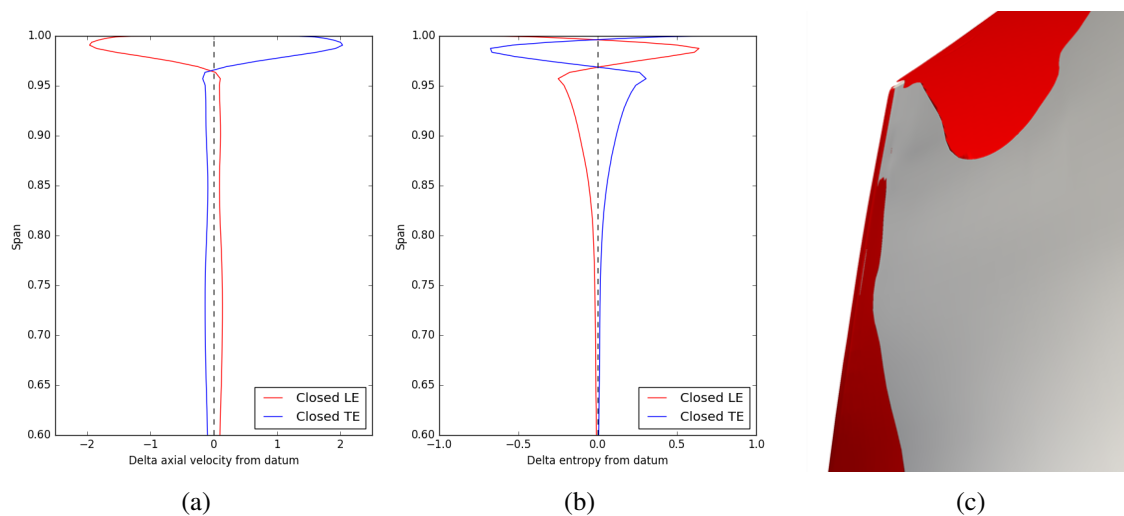 1.00
0.95
0.90
0.85
0.80
0.75
0.70
0.65
0.60
Span
−2
−1
0
1
2
Delta axial velocity from datum
Closed LE
Closed TE
(a)
1.00
0.95
0.90
0.85
0.80
0.75
0.70
0.65
0.60
Span
−1.0
−0.5
0.0
0.5
1.0
Delta entropy from datum
Closed LE
Closed TE
(b)
(c)